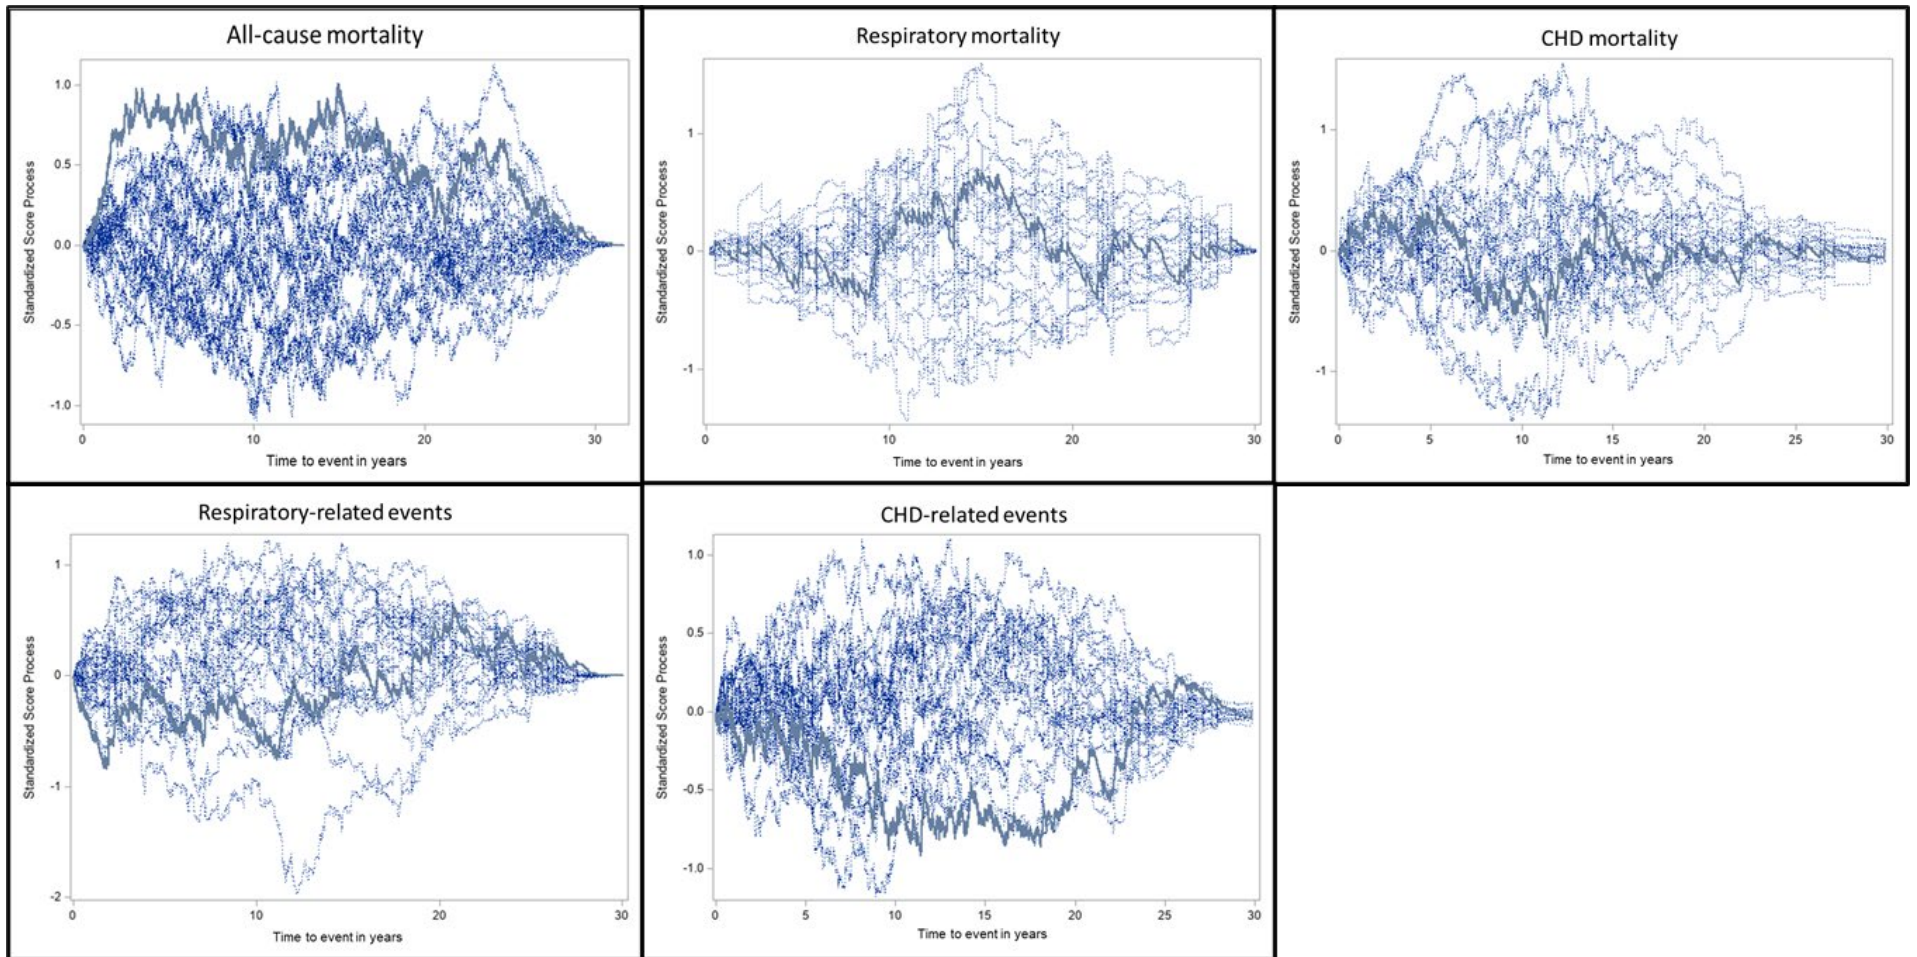 All-cause mortality
Standardized Score Process
1.0
0.5
0.0
-0.5
-1.0
0 10 20 30
Time to event in years
Respiratory mortality
Standardized Score Process
1
0
-1
0 10 20 30
Time to event in years
CHD mortality
Standardized Score Process
1
0
-1
0 5 10 15 20 25 30
Time to event in years
Respiratory-related events
Standardized Score Process
1
0
-1
-2
0 10 20 30
Time to event in years
CHD-related events
Standardized Score Process
1.0
0.5
0.0
-0.5
-1.0
0 5 10 15 20 25 30
Time to event in years